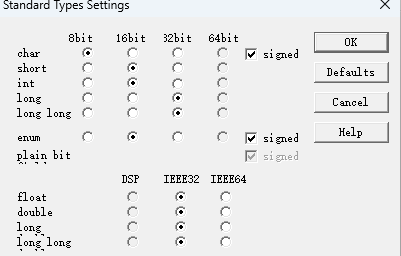 Standard Types Settings
8bit 16bit 32bit 64bit
char signed OK
short
int Defaults
long
long long Cancel
enum signed Help
plain bit signed
DSP IEEE32 IEEE64
float
double
long
long long